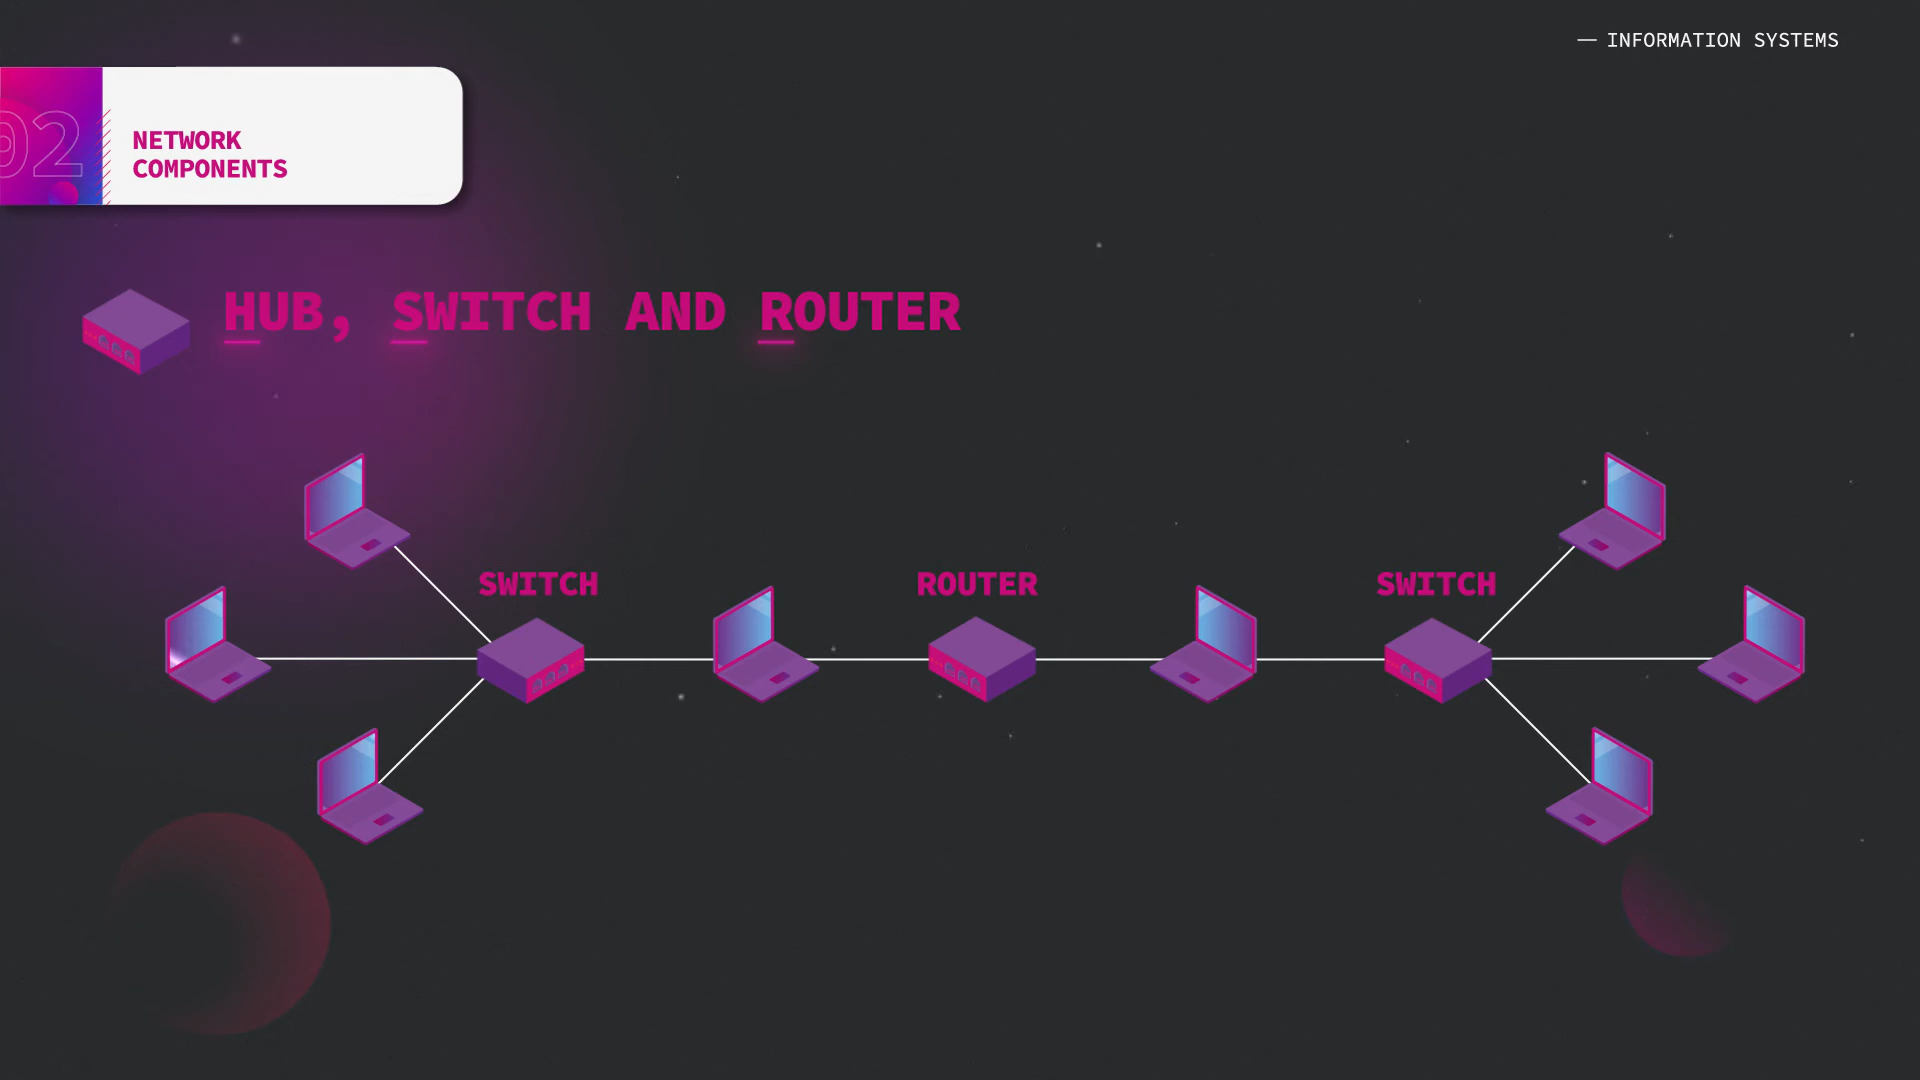 — INFORMATION SYSTEMS
02
NETWORK
COMPONENTS
HUB, SWITCH AND ROUTER
SWITCH
ROUTER
SWITCH